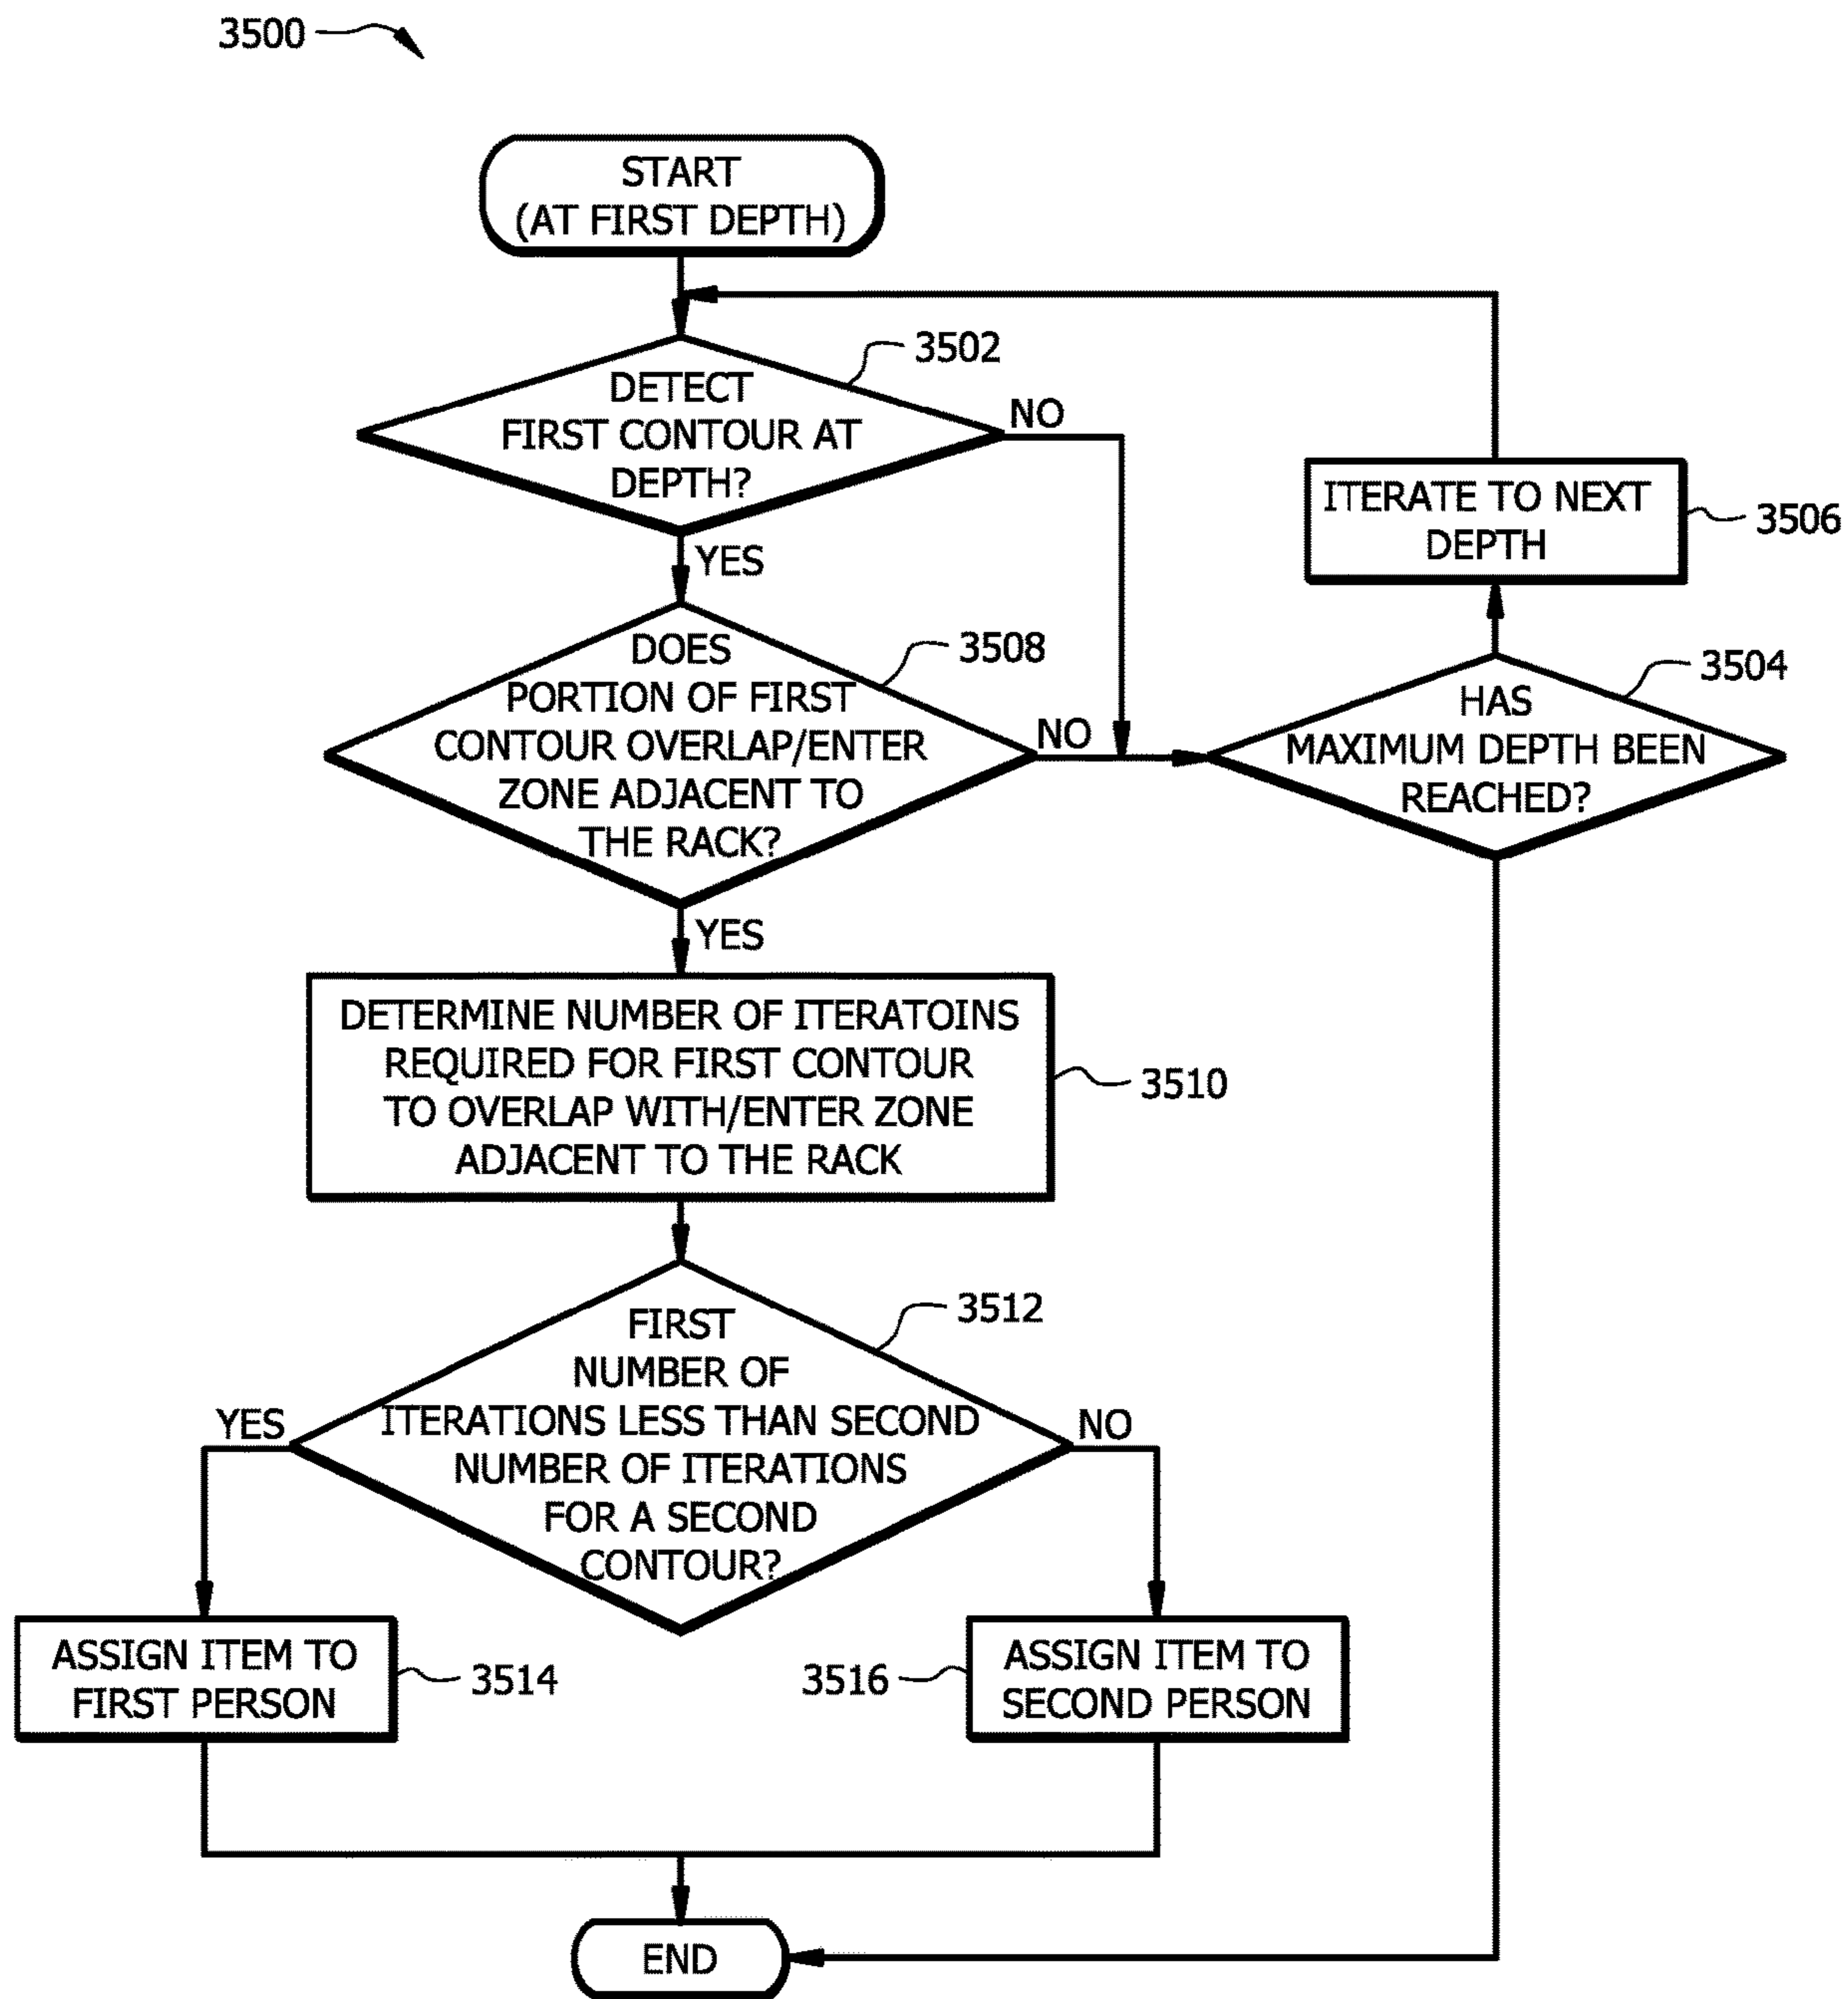 3500
START
(AT FIRST DEPTH)
3502
DETECT
FIRST CONTOUR AT
DEPTH?
NO
YES
ITERATE TO NEXT
DEPTH
3506
DOES
PORTION OF FIRST
CONTOUR OVERLAP/ENTER
ZONE ADJACENT TO
THE RACK?
3508
NO
YES
3504
HAS
MAXIMUM DEPTH BEEN
REACHED?
DETERMINE NUMBER OF ITERATOINS
REQUIRED FOR FIRST CONTOUR
TO OVERLAP WITH/ENTER ZONE
ADJACENT TO THE RACK
3510
3512
FIRST
NUMBER OF
ITERATIONS LESS THAN SECOND
NUMBER OF ITERATIONS
FOR A SECOND
CONTOUR?
YES
NO
ASSIGN ITEM TO
FIRST PERSON
3514
3516
ASSIGN ITEM TO
SECOND PERSON
END